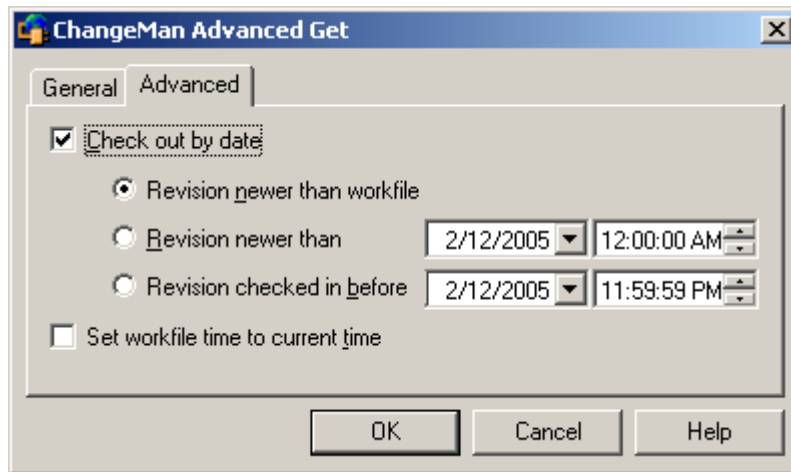 ChangeMan Advanced Get
General Advanced
Check out by date
Revision newer than workfile
Revision newer than 2/12/2005 12:00:00 AM
Revision checked in before 2/12/2005 11:59:59 PM
Set workfile time to current time
OK Cancel Help